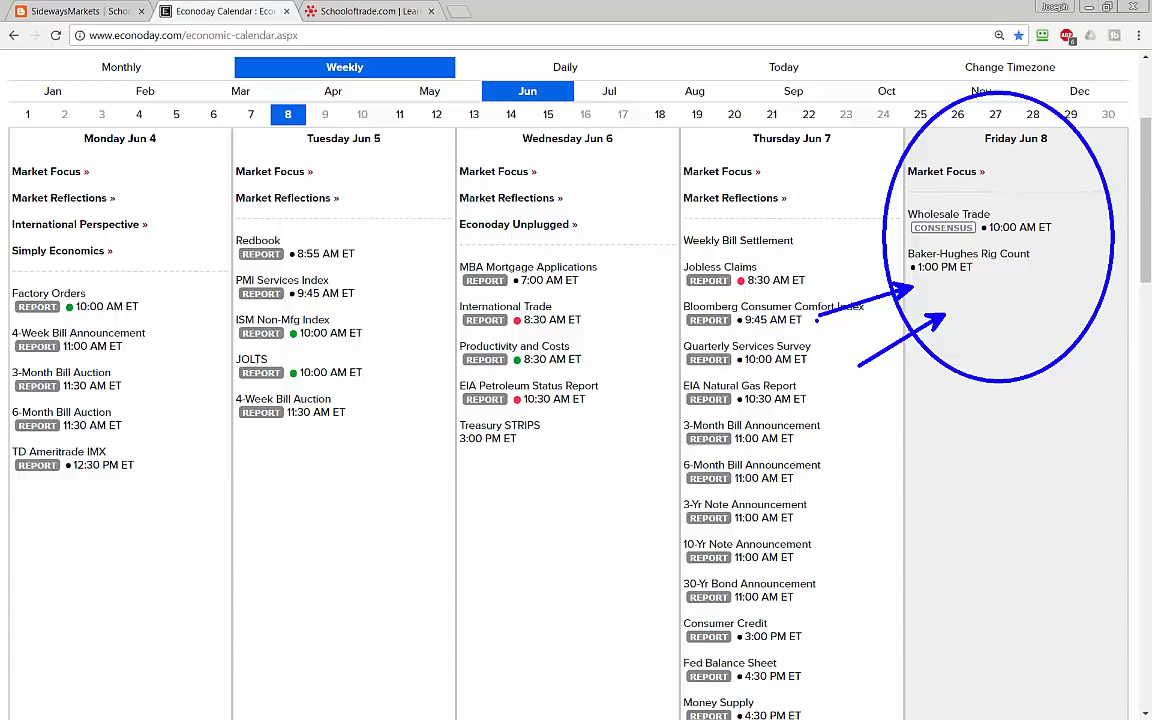 SidewaysMarkets | Schoo
Econoday Calendar : Econ
Schooloftrade.com | Lear
Joseph
www.econoday.com/economic-calendar.aspx
Monthly Weekly Daily Today Change Timezone
Jan Feb Mar Apr May Jun Jul Aug Sep Oct Nov Dec
1 2 3 4 5 6 7 8 9 10 11 12 13 14 15 16 17 18 19 20 21 22 23 24 25 26 27 28 29 30
Monday Jun 4
Market Focus »
Market Reflections »
International Perspective »
Simply Economics »
Factory Orders
REPORT 10:00 AM ET
4-Week Bill Announcement
REPORT 11:00 AM ET
3-Month Bill Auction
REPORT 11:30 AM ET
6-Month Bill Auction
REPORT 11:30 AM ET
TD Ameritrade IMX
REPORT 12:30 PM ET
Tuesday Jun 5
Market Focus »
Market Reflections »
Redbook
REPORT 8:55 AM ET
PMI Services Index
REPORT 9:45 AM ET
ISM Non-Mfg Index
REPORT 10:00 AM ET
JOLTS
REPORT 10:00 AM ET
4-Week Bill Auction
REPORT 11:30 AM ET
Wednesday Jun 6
Market Focus »
Market Reflections »
Econoday Unplugged »
MBA Mortgage Applications
REPORT 7:00 AM ET
International Trade
REPORT 8:30 AM ET
Productivity and Costs
REPORT 8:30 AM ET
EIA Petroleum Status Report
REPORT 10:30 AM ET
Treasury STRIPS
3:00 PM ET
Thursday Jun 7
Market Focus »
Market Reflections »
Weekly Bill Settlement
Jobless Claims
REPORT 8:30 AM ET
Bloomberg Consumer Comfort Index
REPORT 9:45 AM ET
Quarterly Services Survey
REPORT 10:00 AM ET
EIA Natural Gas Report
REPORT 10:30 AM ET
3-Month Bill Announcement
REPORT 11:00 AM ET
6-Month Bill Announcement
REPORT 11:00 AM ET
3-Yr Note Announcement
REPORT 11:00 AM ET
10-Yr Note Announcement
REPORT 11:00 AM ET
30-Yr Bond Announcement
REPORT 11:00 AM ET
Consumer Credit
REPORT 3:00 PM ET
Fed Balance Sheet
REPORT 4:30 PM ET
Money Supply
REPORT 4:30 PM ET
Friday Jun 8
Market Focus »
Wholesale Trade
CONSENSUS 10:00 AM ET
Baker-Hughes Rig Count
1:00 PM ET